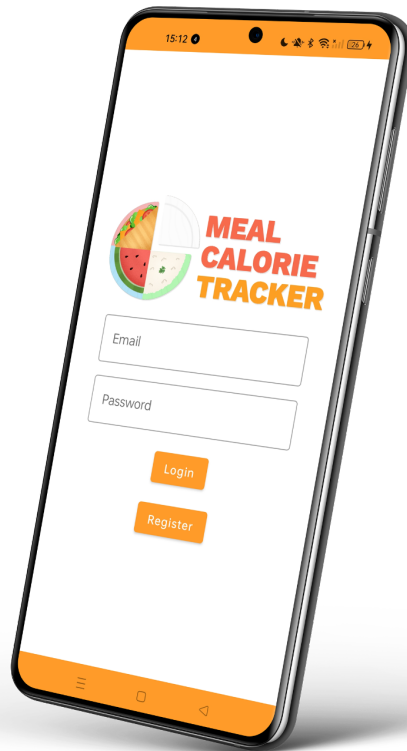 15:12
26
MEAL
CALORIE
TRACKER
Email
Password
Login
Register